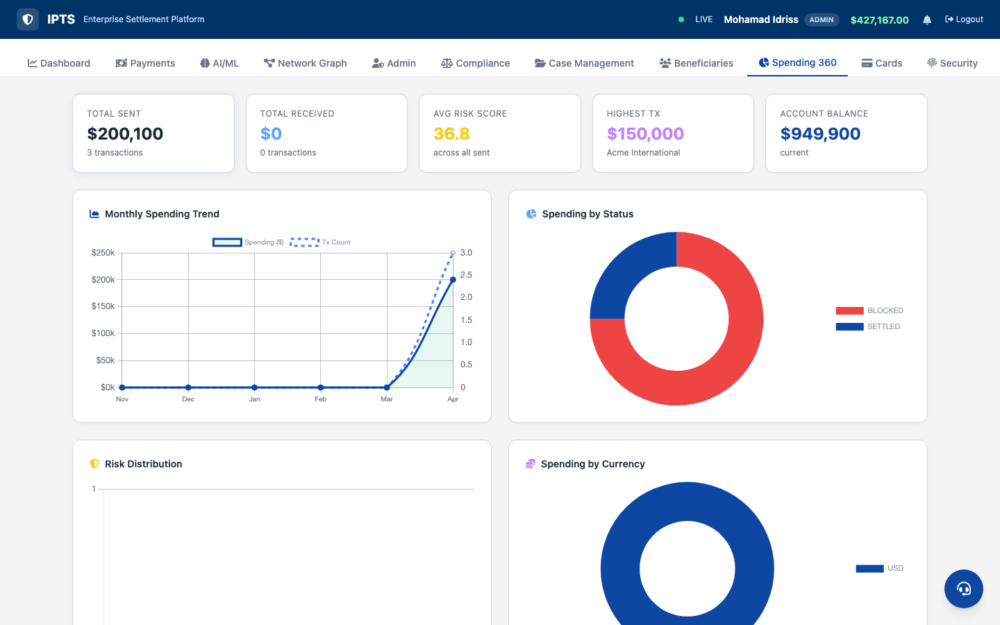 IPTS Enterprise Settlement Platform
LIVE Mohamad Idriss ADMIN $427,167.00 Logout
Dashboard Payments AI/ML Network Graph Admin Compliance Case Management Beneficiaries Spending 360 Cards Security
TOTAL SENT
$200,100
3 transactions
TOTAL RECEIVED
$0
0 transactions
AVG RISK SCORE
36.8
across all sent
HIGHEST TX
$150,000
Acme International
ACCOUNT BALANCE
$949,900
current
Monthly Spending Trend
Spending ($) Tx Count
$250k
$200k
$150k
$100k
$50k
$0k
3.0
2.5
2.0
1.5
1.0
0.5
0
Nov Dec Jan Feb Mar Apr
Spending by Status
BLOCKED
SETTLED
Risk Distribution
1
Spending by Currency
USD